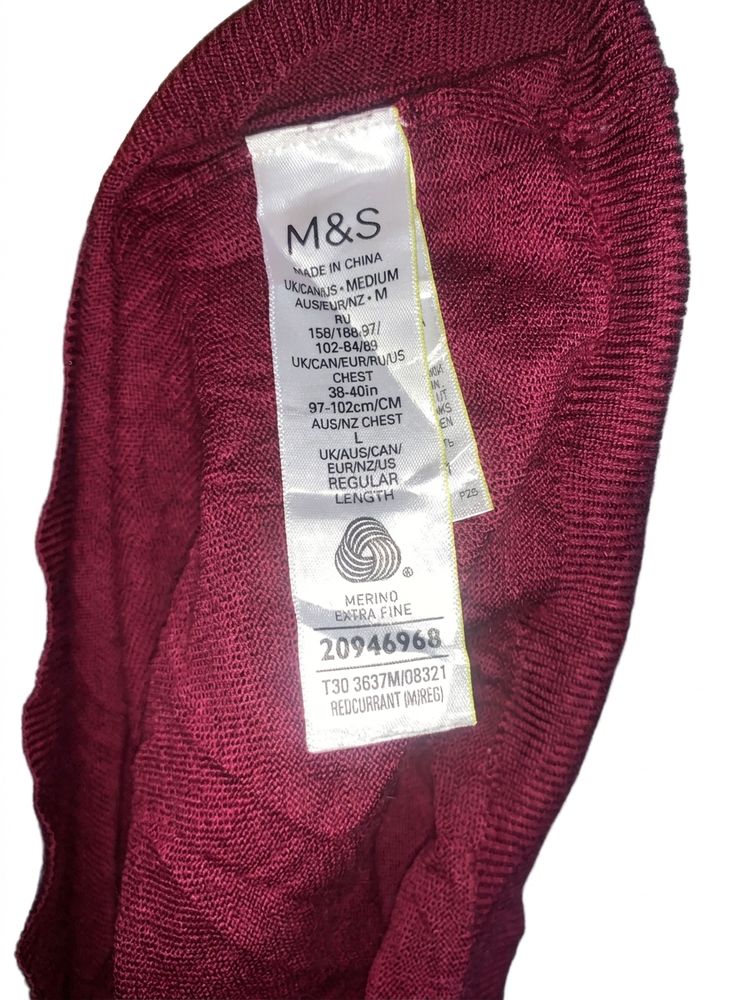 M&S
MADE IN CHINA
UK/CAN/US • MEDIUM
AUS/EUR/NZ • M
RU
158/188.97/
102-84/89
UK/CAN/EUR/RU/US
CHEST
38-40in
97-102cm/CM
AUS/NZ CHEST
L
UK/AUS/CAN/
EUR/NZ/US
REGULAR
LENGTH
®
MERINO
EXTRA FINE
20946968
T30 3637M/08321
REDCURRANT (M)(REG)
P28